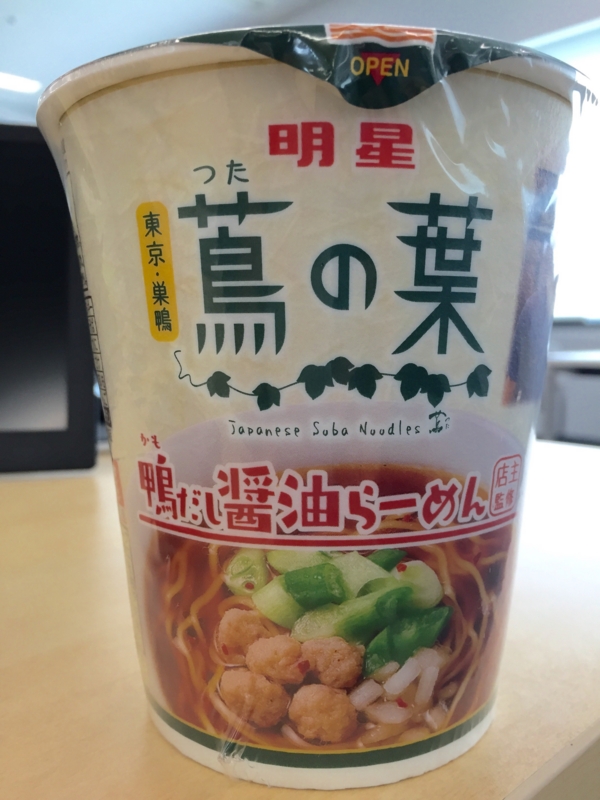 OPEN
明星
つた
蔦の葉
東京・巣鴨
Japanese Soba Noodles 蔦
かも
鴨だし醤油らーめん
店主監修